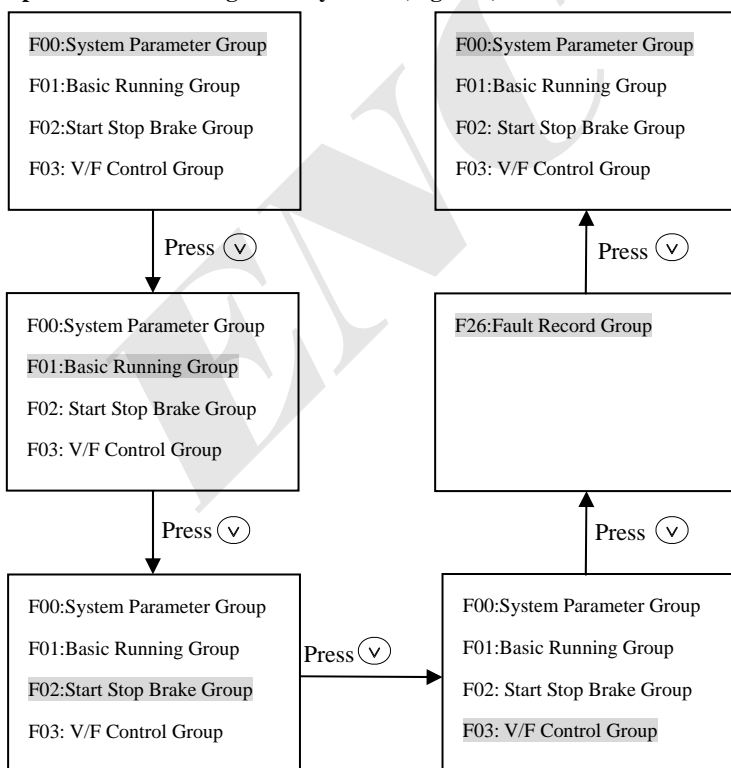 F00:System Parameter Group
F01:Basic Running Group
F02:Start Stop Brake Group
F03: V/F Control Group
Press
F00:System Parameter Group
F01:Basic Running Group
F02: Start Stop Brake Group
F03: V/F Control Group
Press
F00:System Parameter Group
F01:Basic Running Group
F02:Start Stop Brake Group
F03: V/F Control Group
Press
F00:System Parameter Group
F01:Basic Running Group
F02: Start Stop Brake Group
F03: V/F Control Group
Press
F26:Fault Record Group
Press
F00:System Parameter Group
F01:Basic Running Group
F02: Start Stop Brake Group
F03: V/F Control Group
ENC